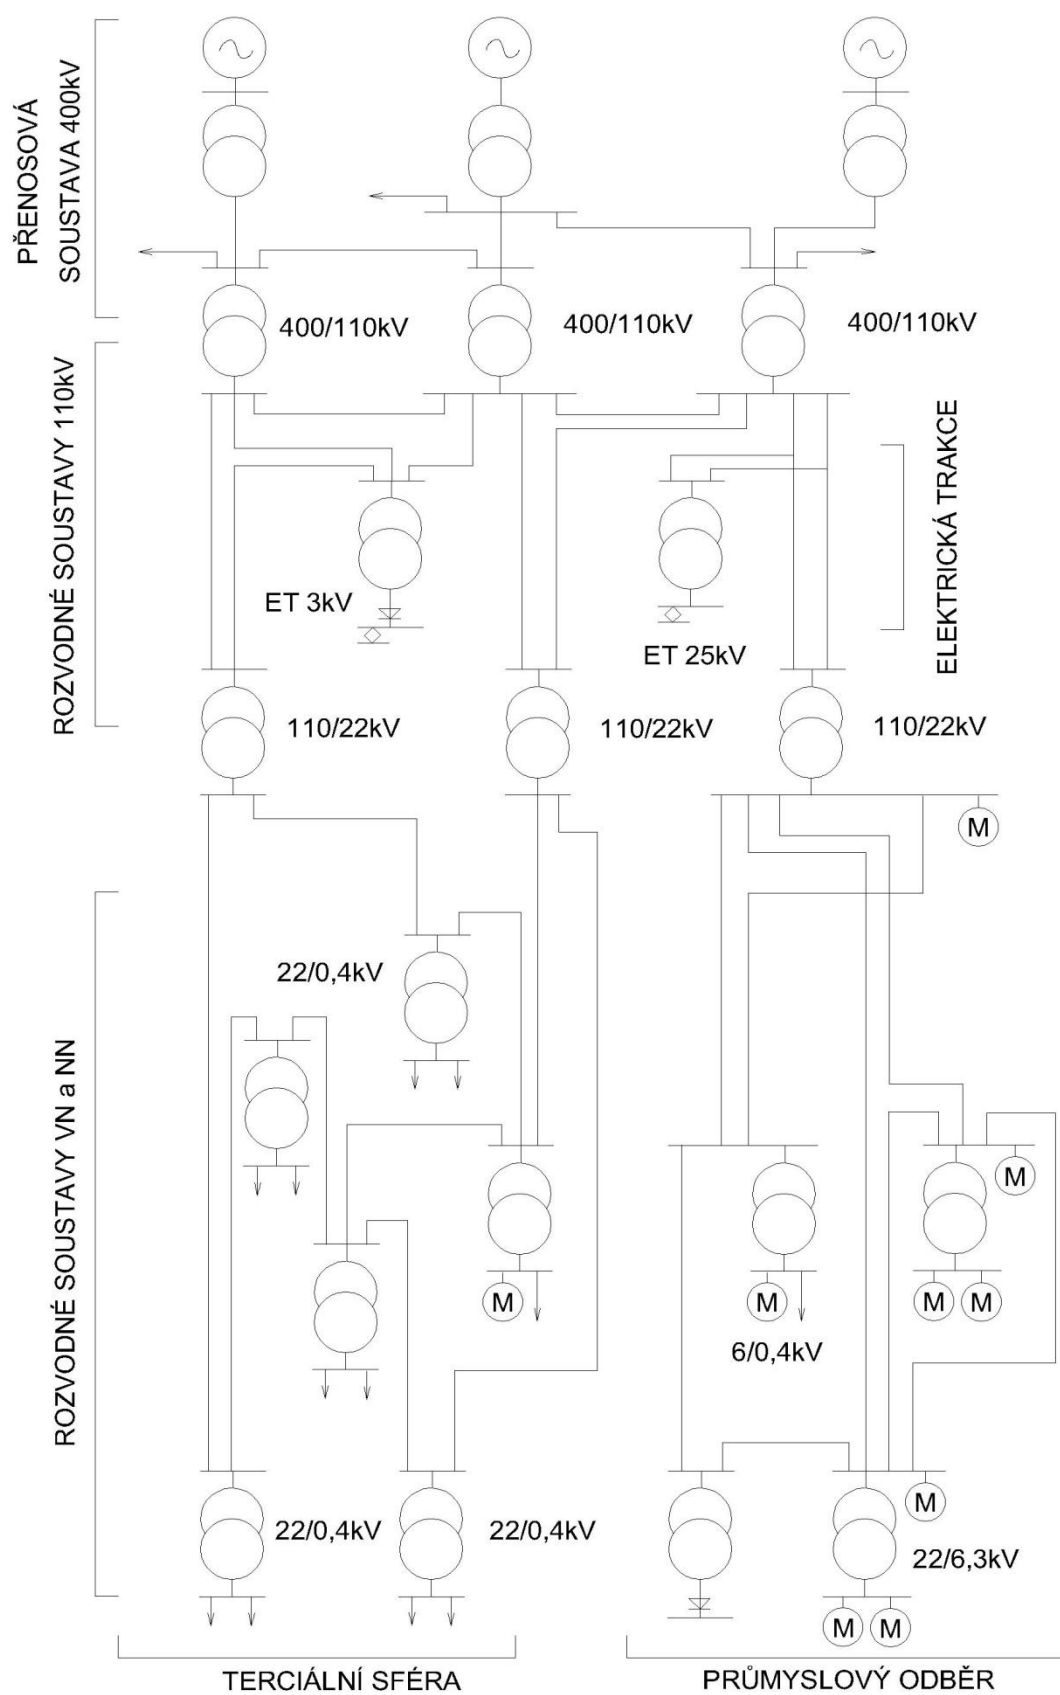 PŘENOSOVÁ
SOUSTAVA 400kV
400/110kV
400/110kV
400/110kV
ROZVODNÉ SOUSTAVY 110kV
ELEKTRICKÁ TRAKCE
ET 3kV
ET 25kV
110/22kV
110/22kV
110/22kV
M
ROZVODNÉ SOUSTAVY VN a NN
22/0,4kV
M
M
M
M
M
6/0,4kV
M
22/0,4kV
22/0,4kV
22/6,3kV
M
M
TERCIÁLNÍ SFÉRA
PRŮMYSLOVÝ ODBĚR